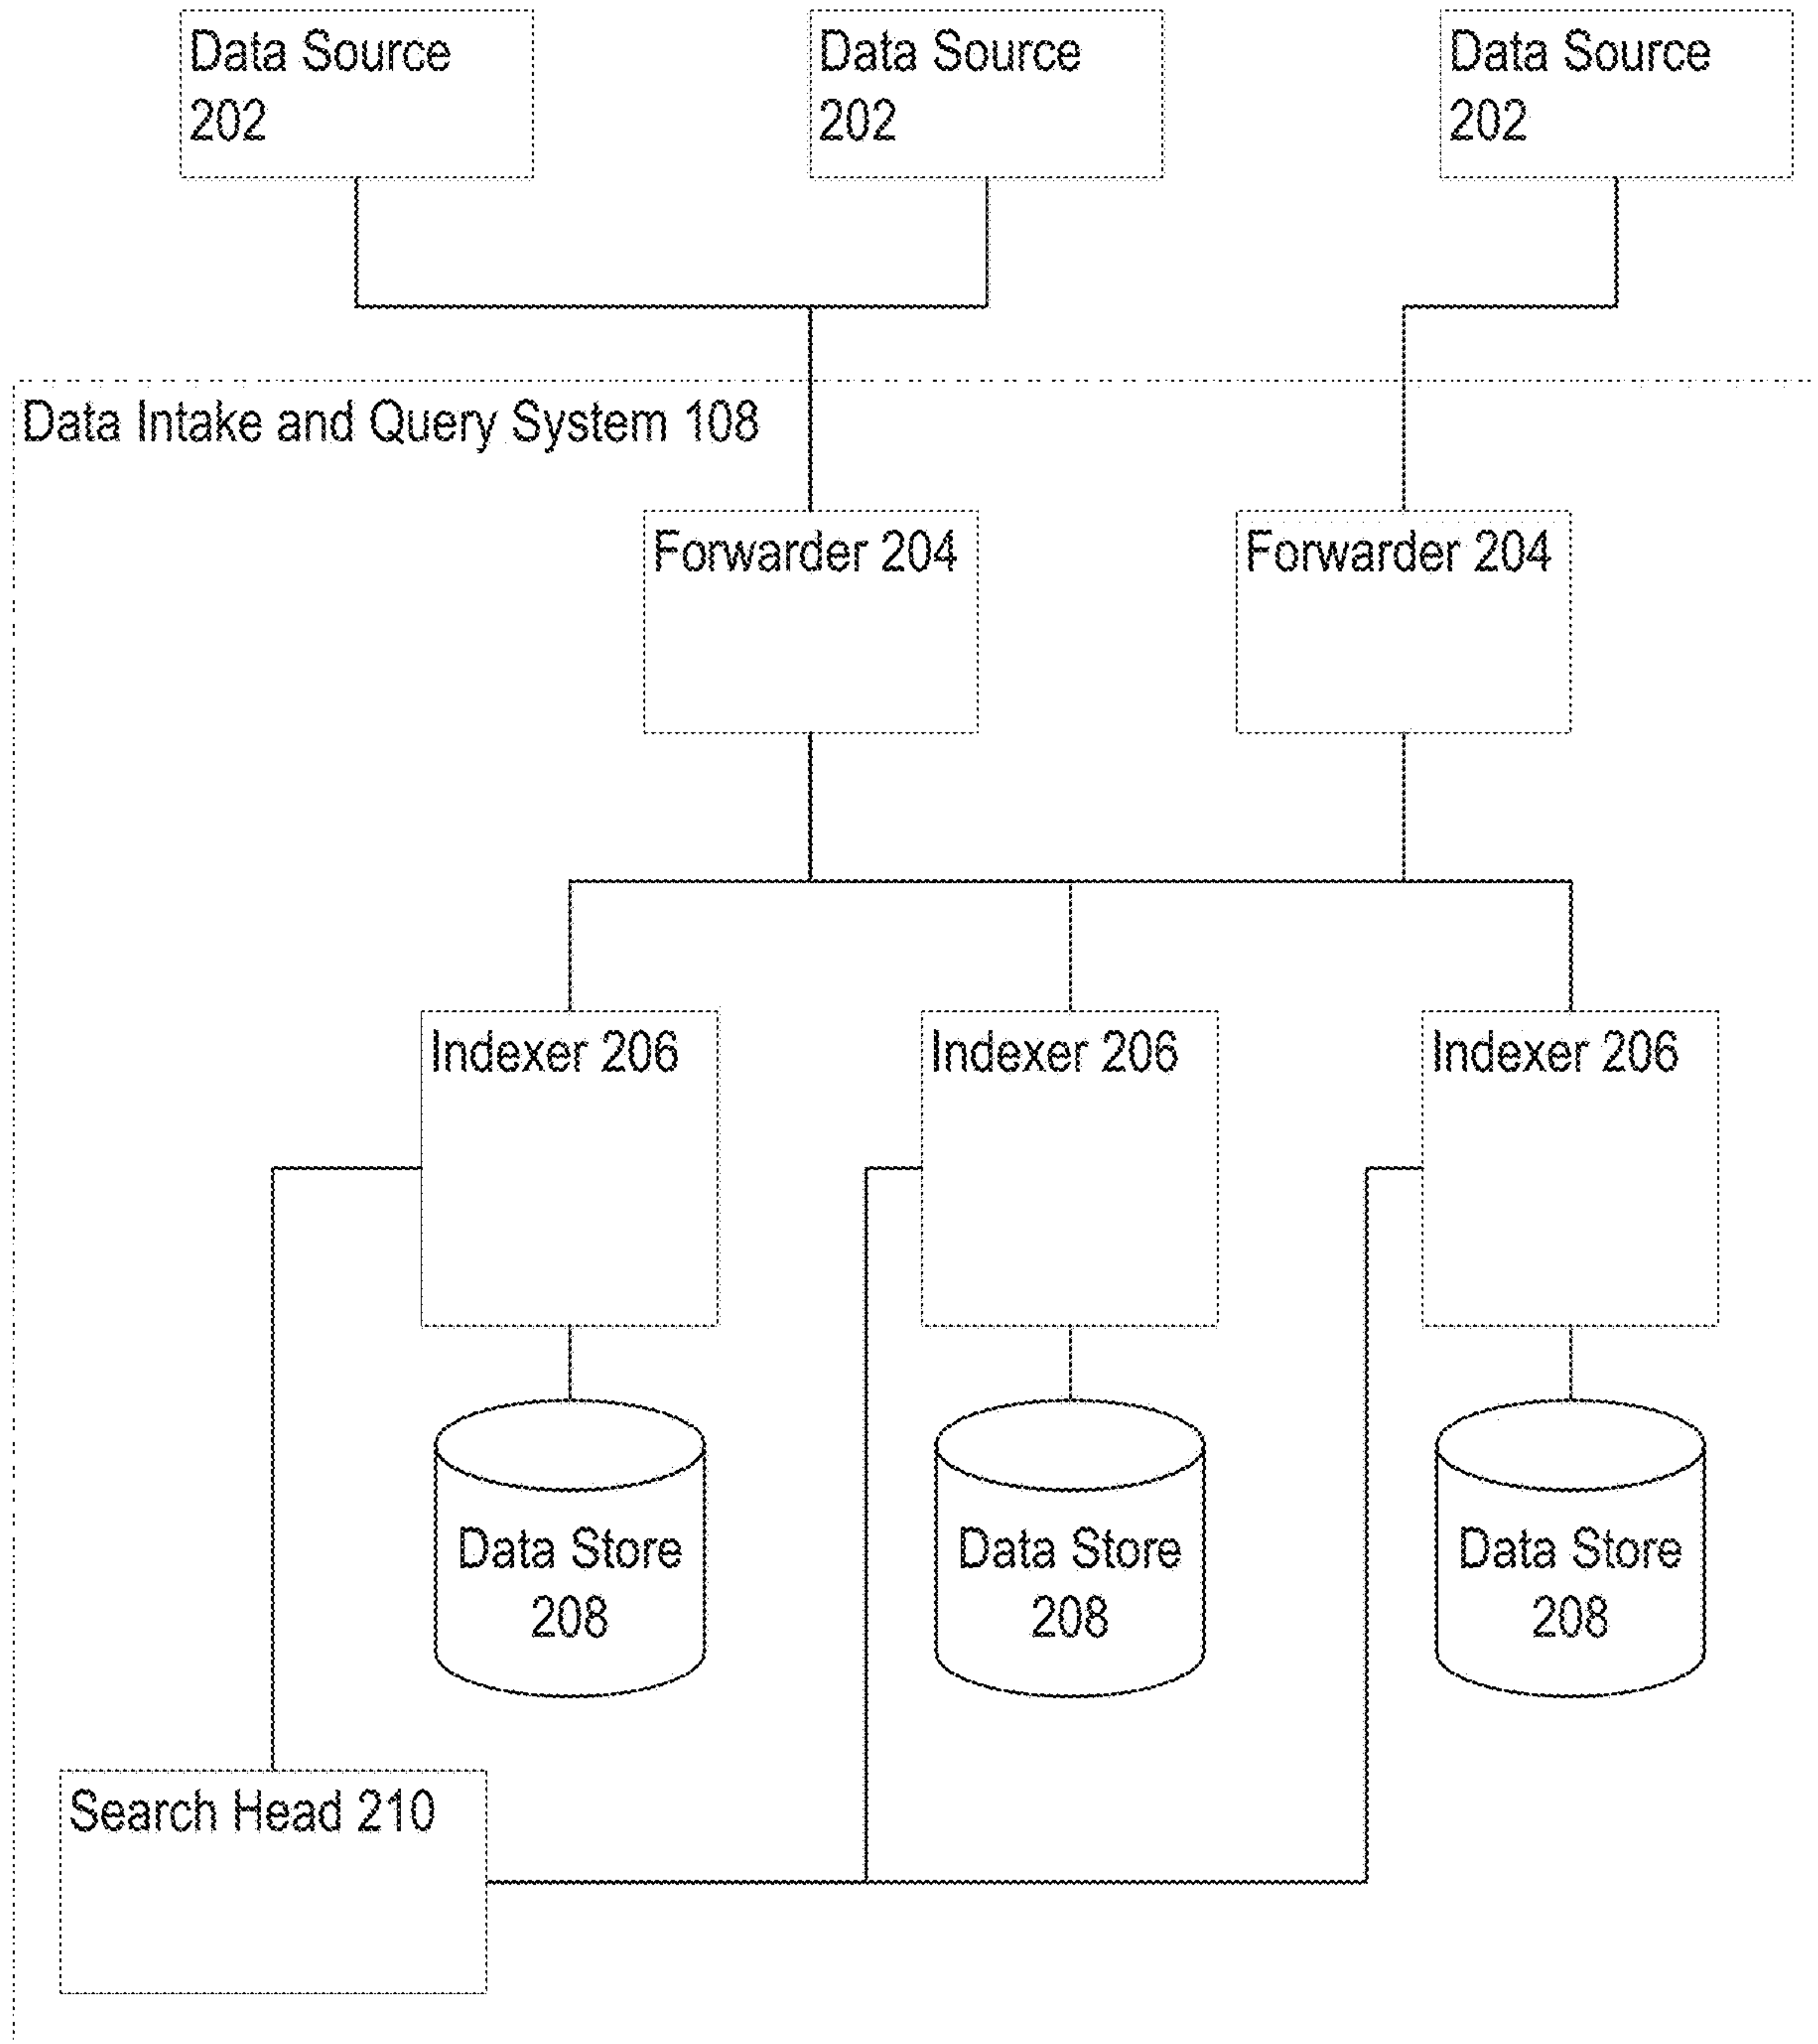 Data Source
202
Data Source
202
Data Source
202
Data Intake and Query System 108
Forwarder 204
Forwarder 204
Indexer 206
Indexer 206
Indexer 206
Data Store
208
Data Store
208
Data Store
208
Search Head 210